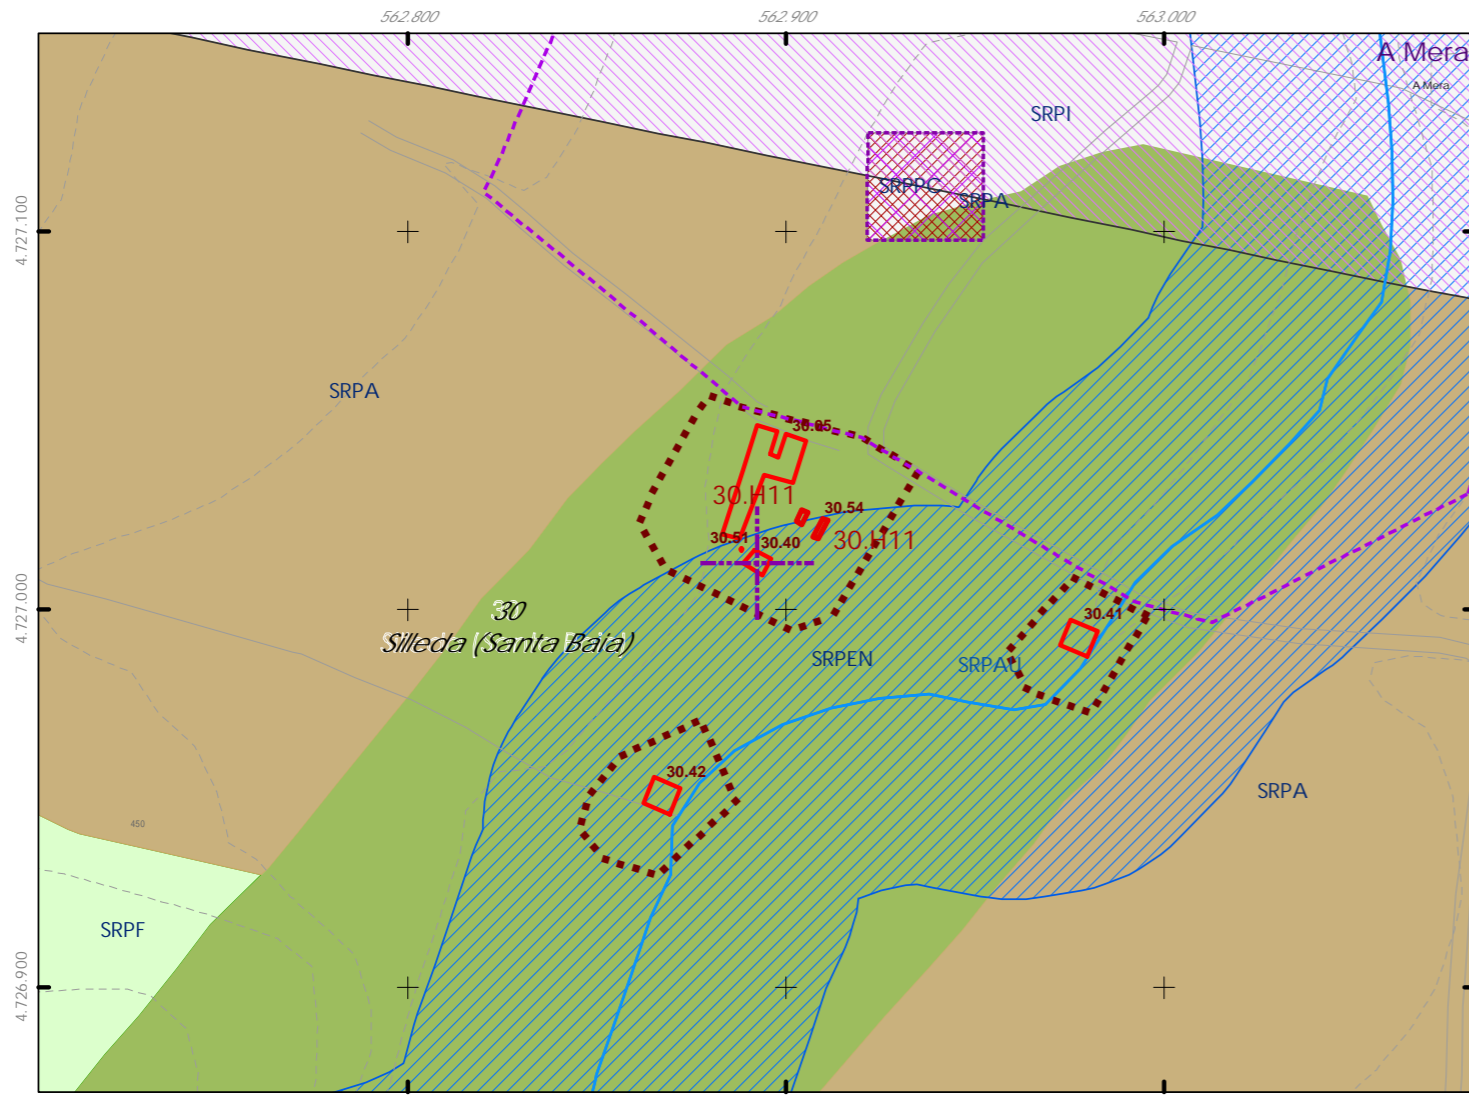 562.800
562.900
563.000
A Mera
A Mera
SRPI
SRPPC
SRPA
4.727.100
SRPA
30.85
30.H11
30.54
30.51
30.40
30.H11
4.727.000
30
Silleda (Santa Baia)
30.41
SRPEN
SRPAU
30.42
SRPA
450
SRPF
4.726.900